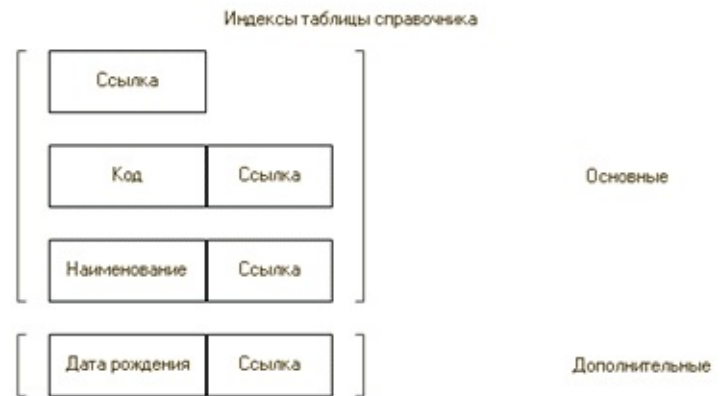 Индексы таблицы справочника
Ссылка
Код Ссылка Основные
Наименование Ссылка
Дата рождения Ссылка Дополнительные